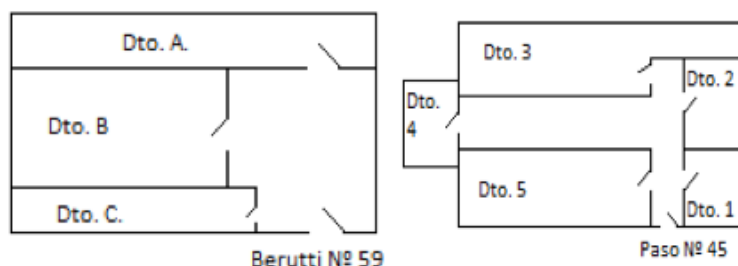 Dto. A.
Dto. B
Dto. C.
Berutti Nº 59
Dto. 3
Dto. 2
Dto.
4
Dto. 5
Dto. 1
Paso Nº 45